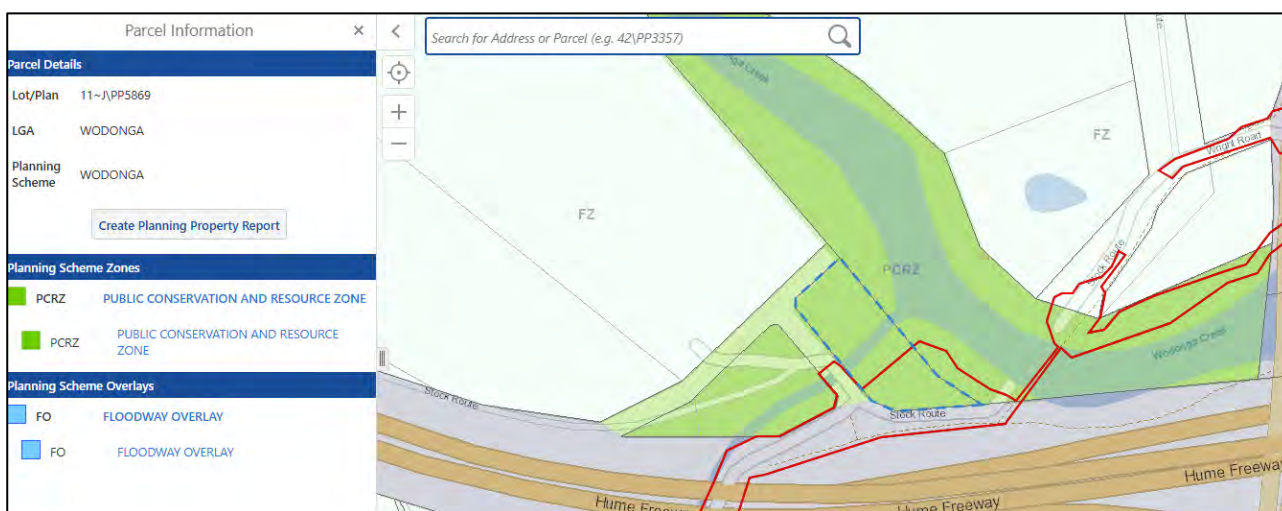 Parcel Information ×
Parcel Details
Lot/Plan 11~J\PP5869
LGA WODONGA
Planning
Scheme WODONGA
Create Planning Property Report
Planning Scheme Zones
PCRZ PUBLIC CONSERVATION AND RESOURCE ZONE
PCRZ PUBLIC CONSERVATION AND RESOURCE
ZONE
Planning Scheme Overlays
FO FLOODWAY OVERLAY
FO FLOODWAY OVERLAY
Search for Address or Parcel (e.g. 42\PP3357)
Creek
FZ
Wright Road
FZ
Stock Route
PCRZ
Wodonga Creek
Stock Route
Stock Route
Hume Freeway
Hume Freeway
Hume Freeway